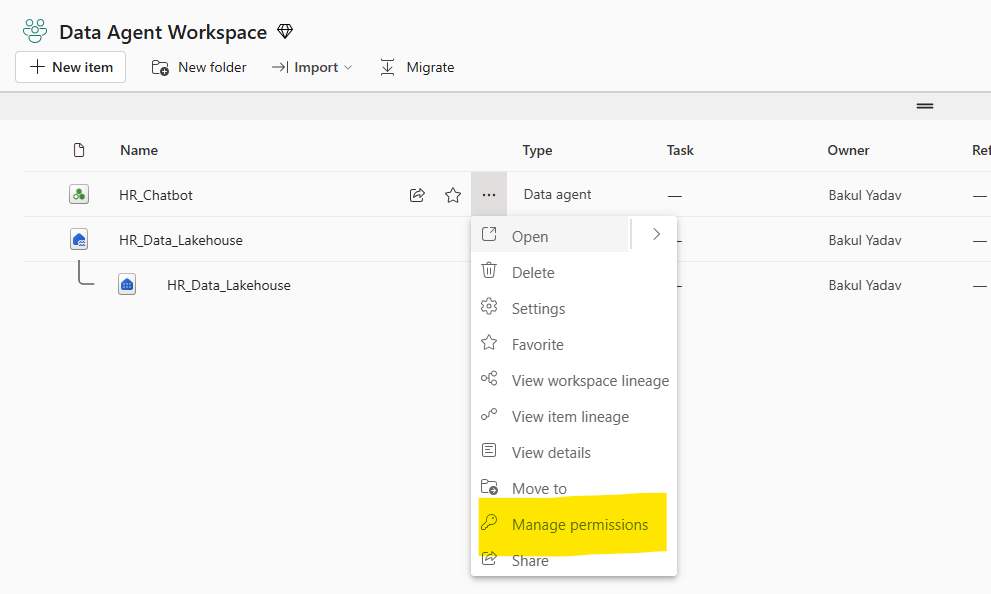 Data Agent Workspace
New item New folder Import Migrate
Name Type Task Owner Ref
HR_Chatbot ... Data agent — Bakul Yadav —
HR_Data_Lakehouse Open — Bakul Yadav —
Delete
HR_Data_Lakehouse — Bakul Yadav —
Settings
Favorite
View workspace lineage
View item lineage
View details
Move to
Manage permissions
Share